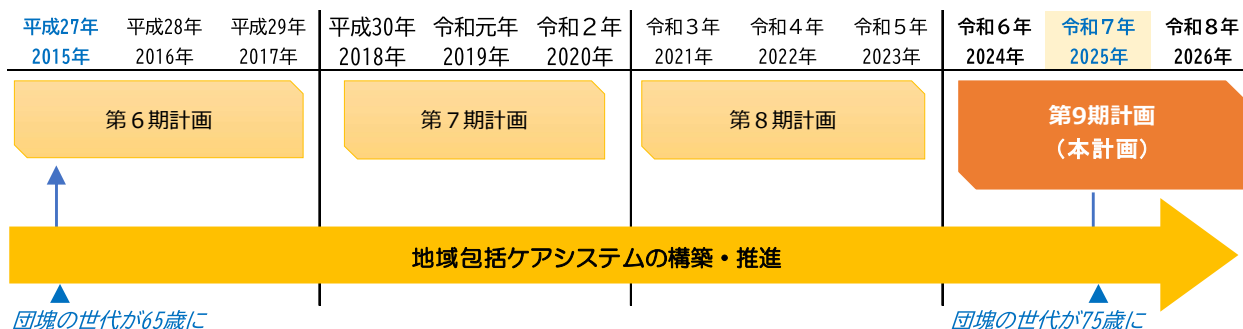 平成27年 平成28年 平成29年 平成30年 令和元年 令和２年 令和３年 令和４年 令和５年 令和６年 令和７年 令和８年
2015年 2016年 2017年 2018年 2019年 2020年 2021年 2022年 2023年 2024年 2025年 2026年
第６期計画 第７期計画 第８期計画 第9期計画
（本計画）
地域包括ケアシステムの構築・推進
団塊の世代が65歳に 団塊の世代が75歳に